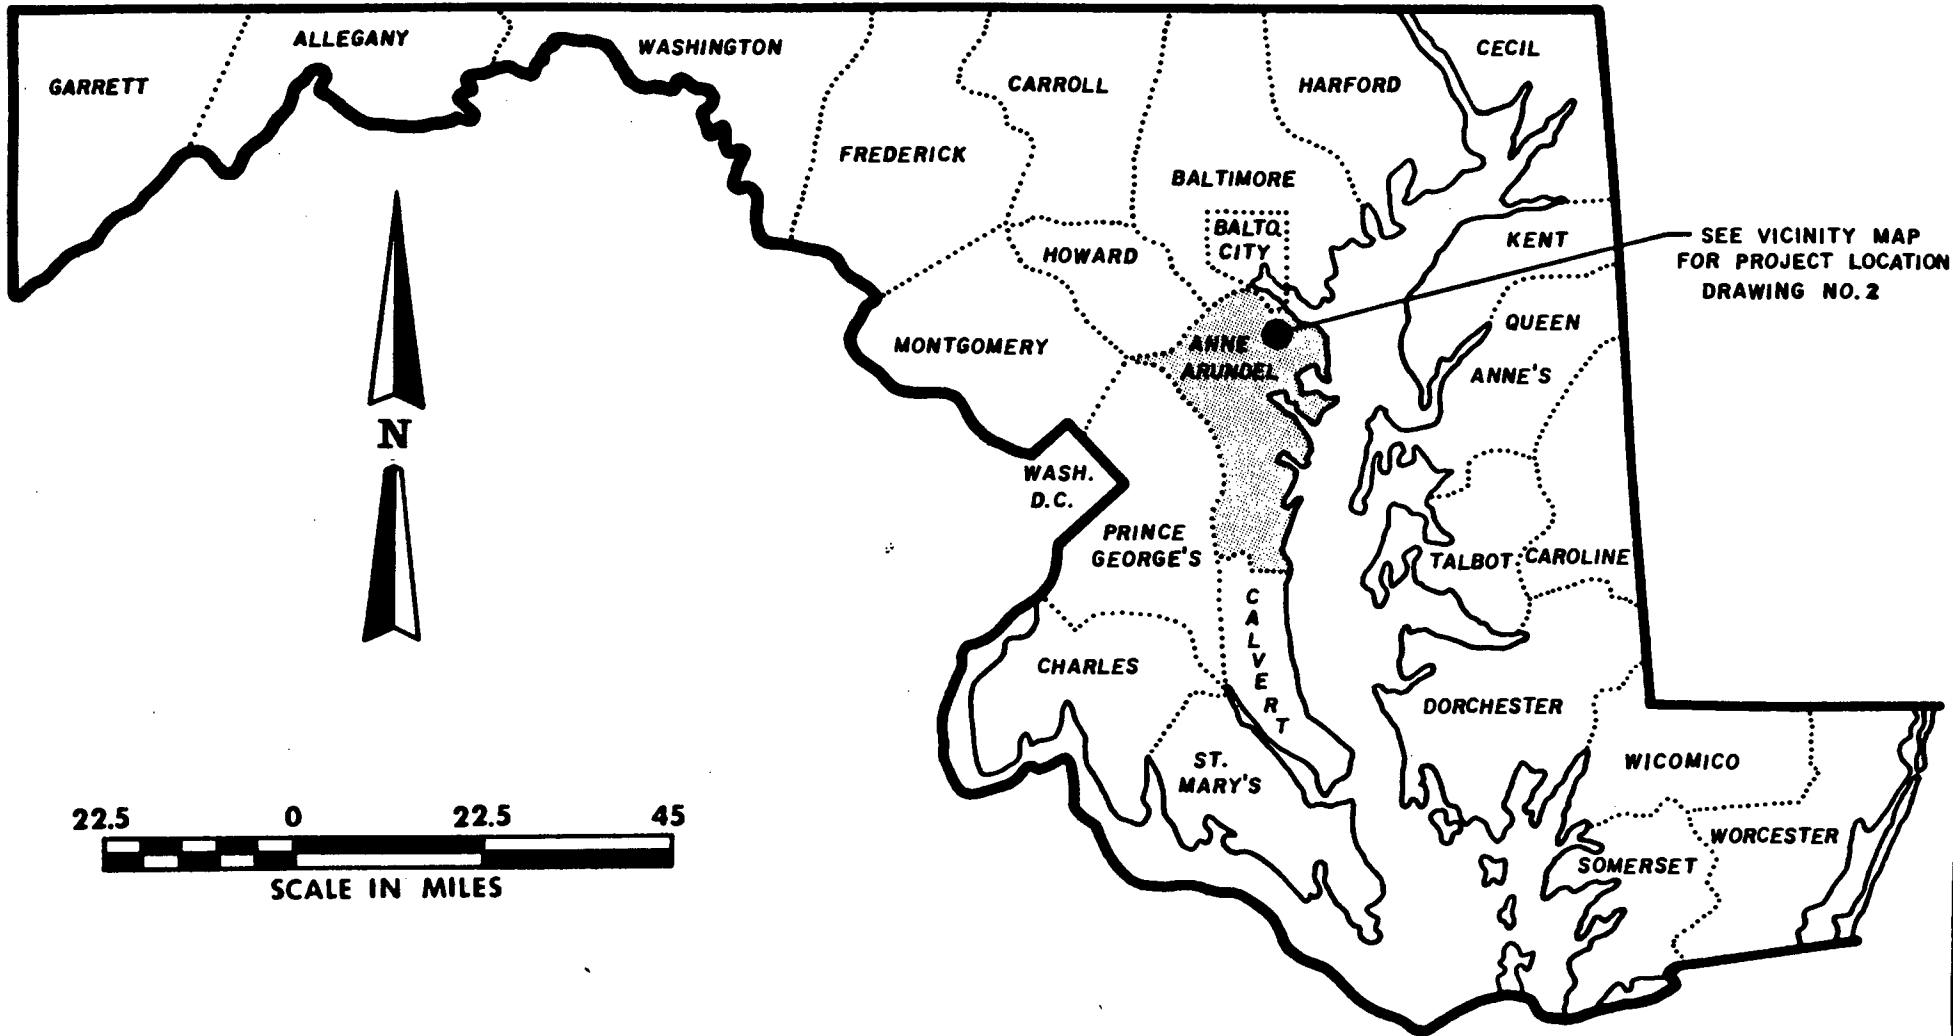 ALLEGANY
WASHINGTON
CECIL
GARRETT
CARROLL
HARFORD
FREDERICK
BALTIMORE
BALTO.
CITY
HOWARD
KENT
SEE VICINITY MAP
FOR PROJECT LOCATION
DRAWING NO. 2
QUEEN
ANNE'S
MONTGOMERY
ANNE
ARUNDEL
N
WASH.
D.C.
PRINCE
GEORGE'S
TALBOT
CAROLINE
CALVERT
CHARLES
DORCHESTER
ST.
MARY'S
WICOMICO
WORCESTER
SOMERSET
22.5 0 22.5 45
SCALE IN MILES